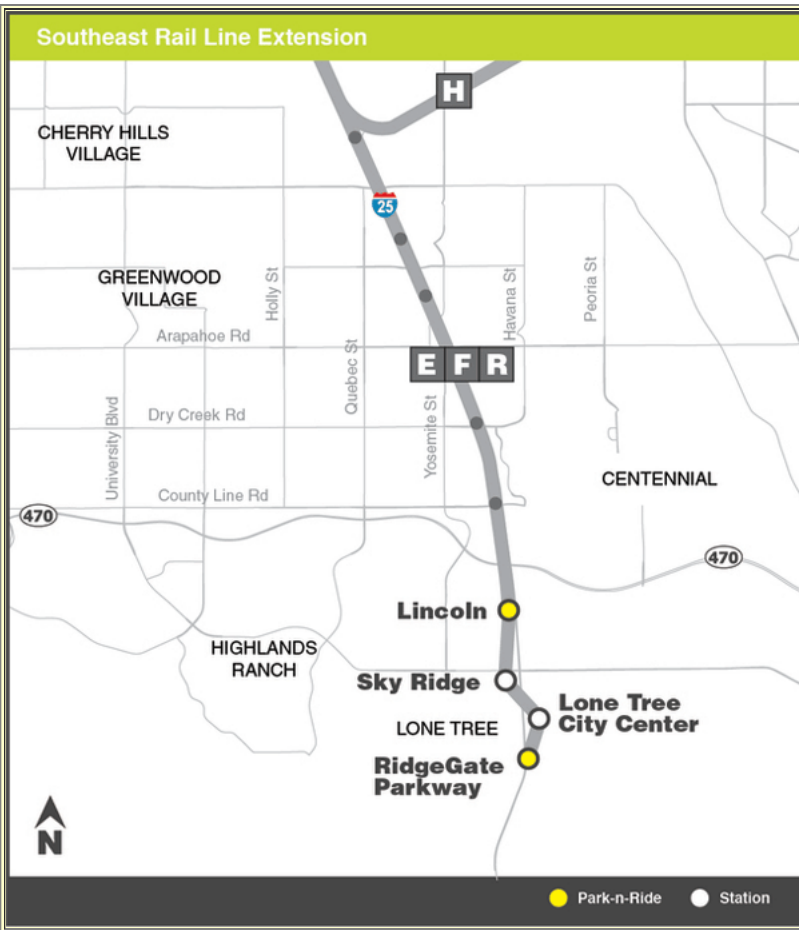 Southeast Rail Line Extension
H
CHERRY HILLS
VILLAGE
25
GREENWOOD
VILLAGE
Holly St
Havana St
Peoria St
Arapahoe Rd
Quebec St
E F R
Dry Creek Rd
University Blvd
Yosemite St
CENTENNIAL
County Line Rd
470
470
Lincoln
HIGHLANDS
RANCH
Sky Ridge
Lone Tree
City Center
LONE TREE
RidgeGate
Parkway
N
Park-n-Ride
Station